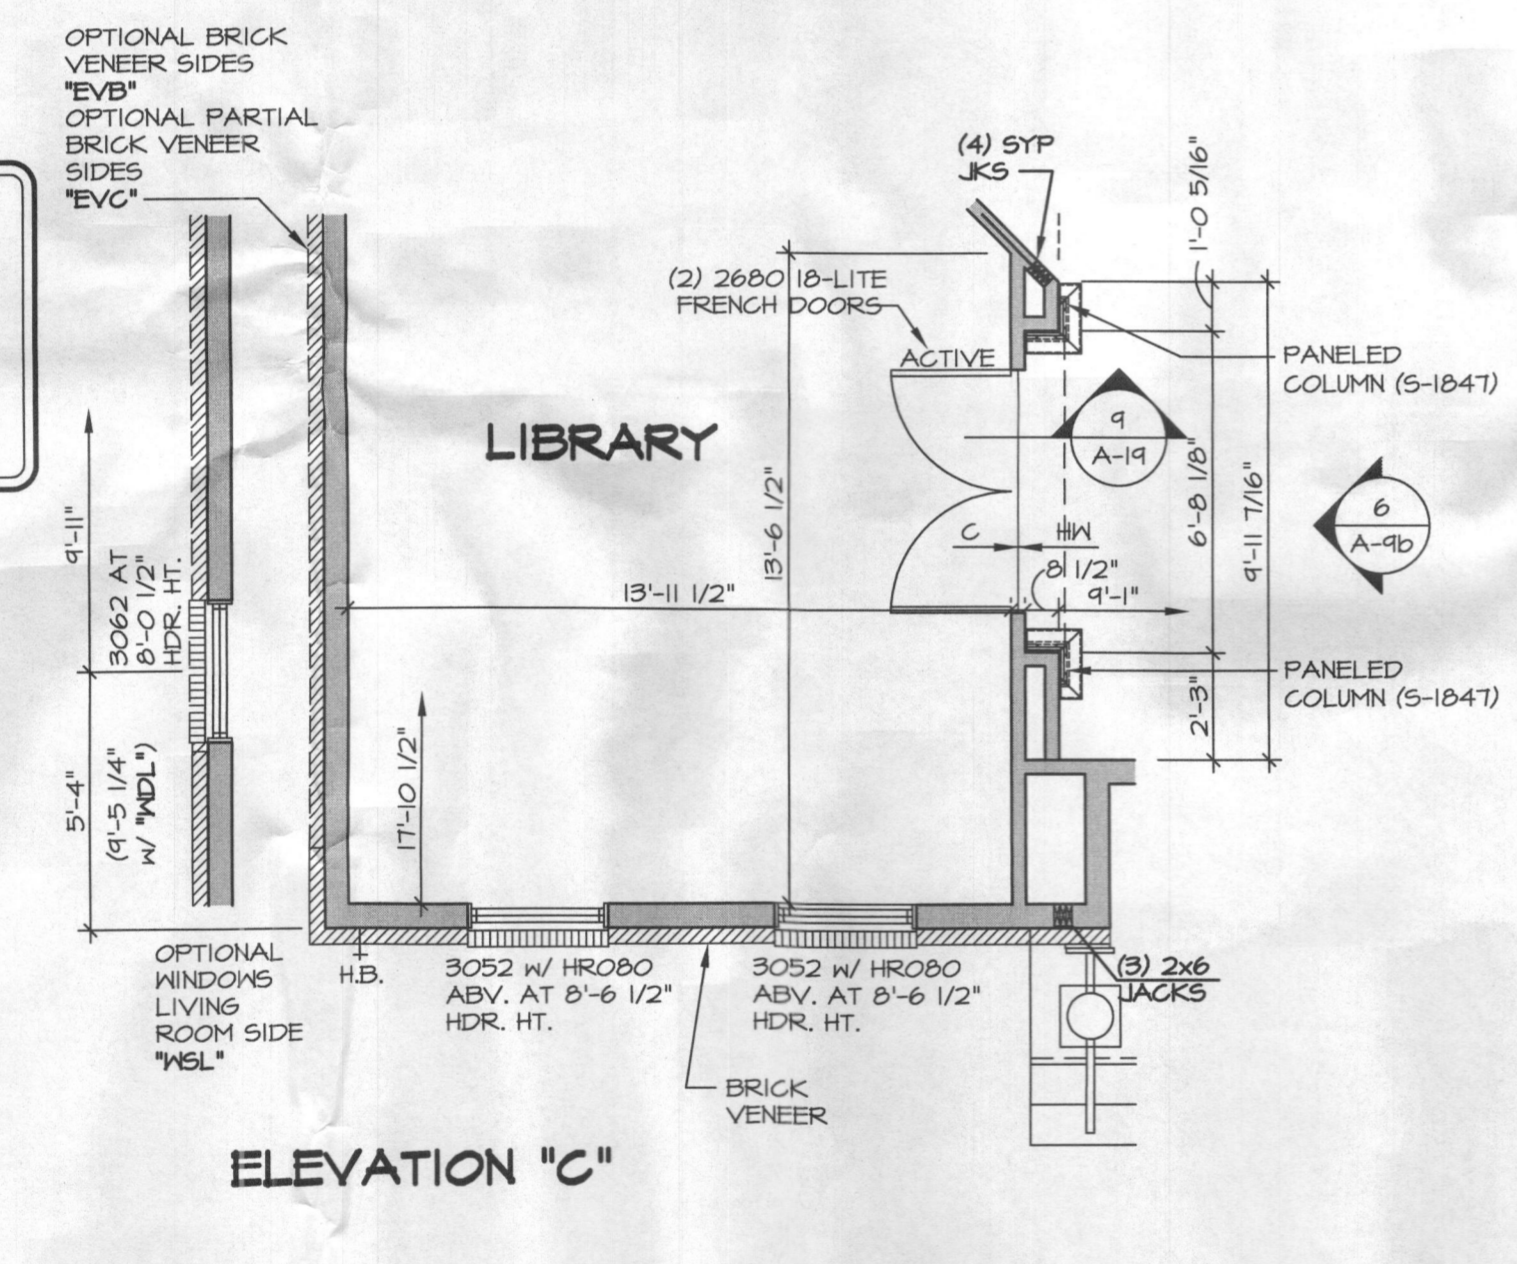 OPTIONAL BRICK
VENEER SIDES
"EVB"
OPTIONAL PARTIAL
BRICK VENEER
SIDES
"EVC"
(4) SYP
JKS
1'-0 5/16"
(2) 2680 18-LITE
FRENCH DOORS
ACTIVE
PANELED
COLUMN (S-1847)
LIBRARY
9
A-19
13'-6 1/2"
6'-8 1/8"
9'-11 7/16"
6
A-9b
C
HW
8 1/2"
9'-1"
13'-11 1/2"
9'-11"
3062 AT
8'-0 1/2"
HDR. HT.
PANELED
COLUMN (S-1847)
2'-3"
5'-4"
(9'-5 1/4"
W/ "WDL")
17'-10 1/2"
OPTIONAL
WINDOWS
LIVING
ROOM SIDE
"WSL"
H.B.
3052 W/ HR080
ABV. AT 8'-6 1/2"
HDR. HT.
3052 W/ HR080
ABV. AT 8'-6 1/2"
HDR. HT.
(3) 2x6
JACKS
BRICK
VENEER
ELEVATION "C"